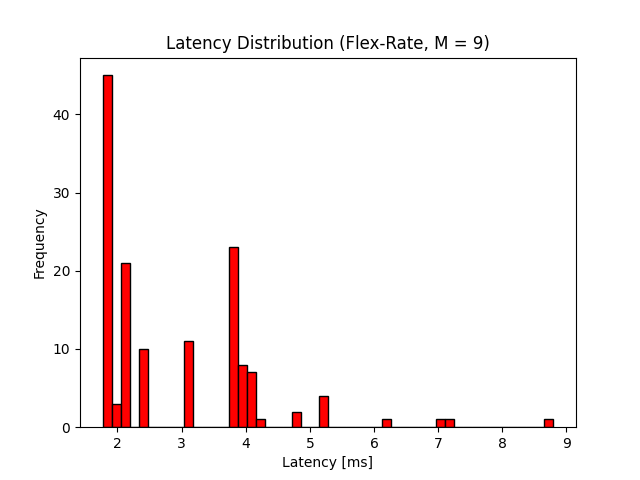 Latency Distribution (Flex-Rate, M = 9)
Frequency
40
30
20
10
0
2 3 4 5 6 7 8 9
Latency [ms]